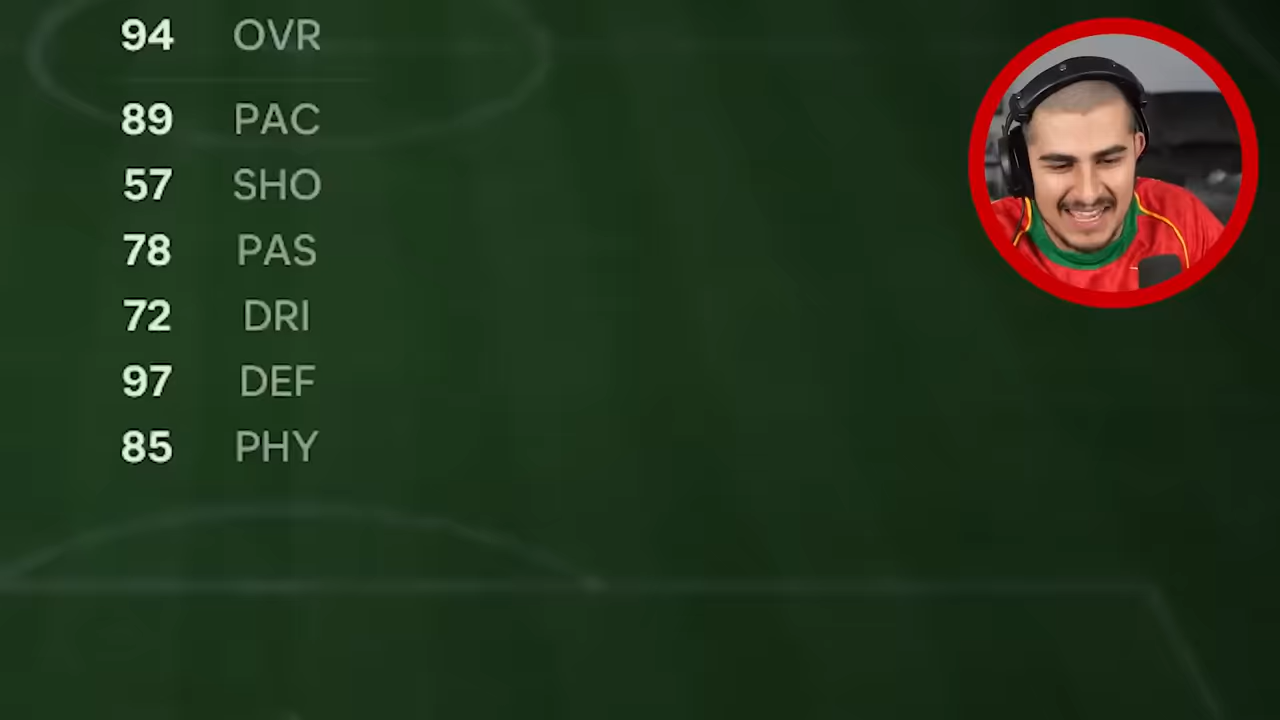 94 OVR
89 PAC
57 SHO
78 PAS
72 DRI
97 DEF
85 PHY